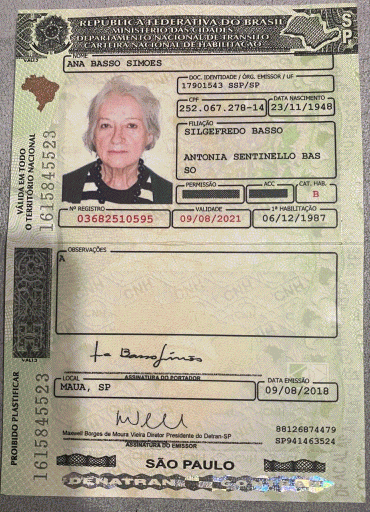 REPÚBLICA FEDERATIVA DO BRASIL
MINISTÉRIO DAS CIDADES
DEPARTAMENTO NACIONAL DE TRÂNSITO
CARTEIRA NACIONAL DE HABILITAÇÃO
SP
NOME
ANA BASSO SIMOES
DOC. IDENTIDADE / ÓRG. EMISSOR / UF
17901543 SSP/SP
CPF
DATA NASCIMENTO
252.067.278-14
23/11/1948
FILIAÇÃO
SILGEFREDO BASSO
ANTONIA SENTINELLO BAS
SO
PERMISSÃO
ACC
CAT. HAB.
B
Nº REGISTRO
VALIDADE
1ª HABILITAÇÃO
03682510595
09/08/2021
06/12/1987
VÁLIDA EM TODO
O TERRITÓRIO NACIONAL
1615845523
OBSERVAÇÕES
A
ASSINATURA DO PORTADOR
LOCAL
DATA EMISSÃO
MAUA, SP
09/08/2018
Maxwell Borges de Moura Vieira Diretor Presidente do Detran-SP
ASSINATURA DO EMISSOR
88126874479
SP941463524
PROIBIDO PLASTIFICAR
1615845523
SÃO PAULO
DENATRAN